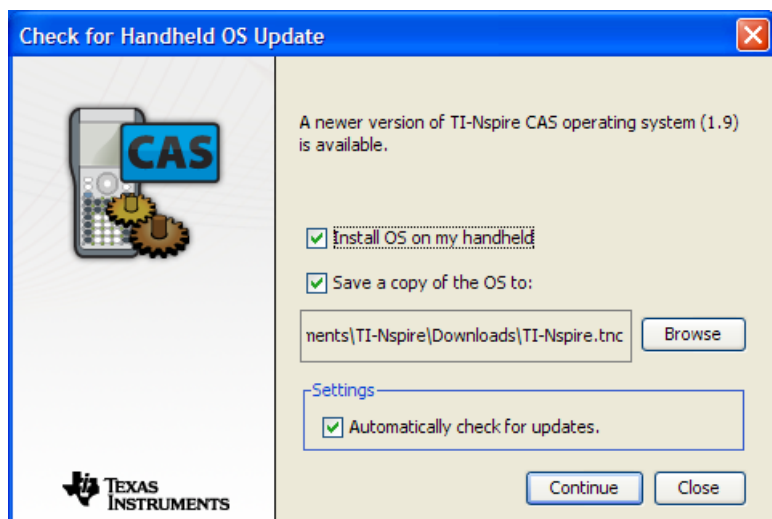 Check for Handheld OS Update
CAS
A newer version of TI-Nspire CAS operating system (1.9)
is available.
Install OS on my handheld
Save a copy of the OS to:
ments\TI-Nspire\Downloads\TI-Nspire.tnc
Browse
Settings
Automatically check for updates.
TEXAS
INSTRUMENTS
Continue
Close